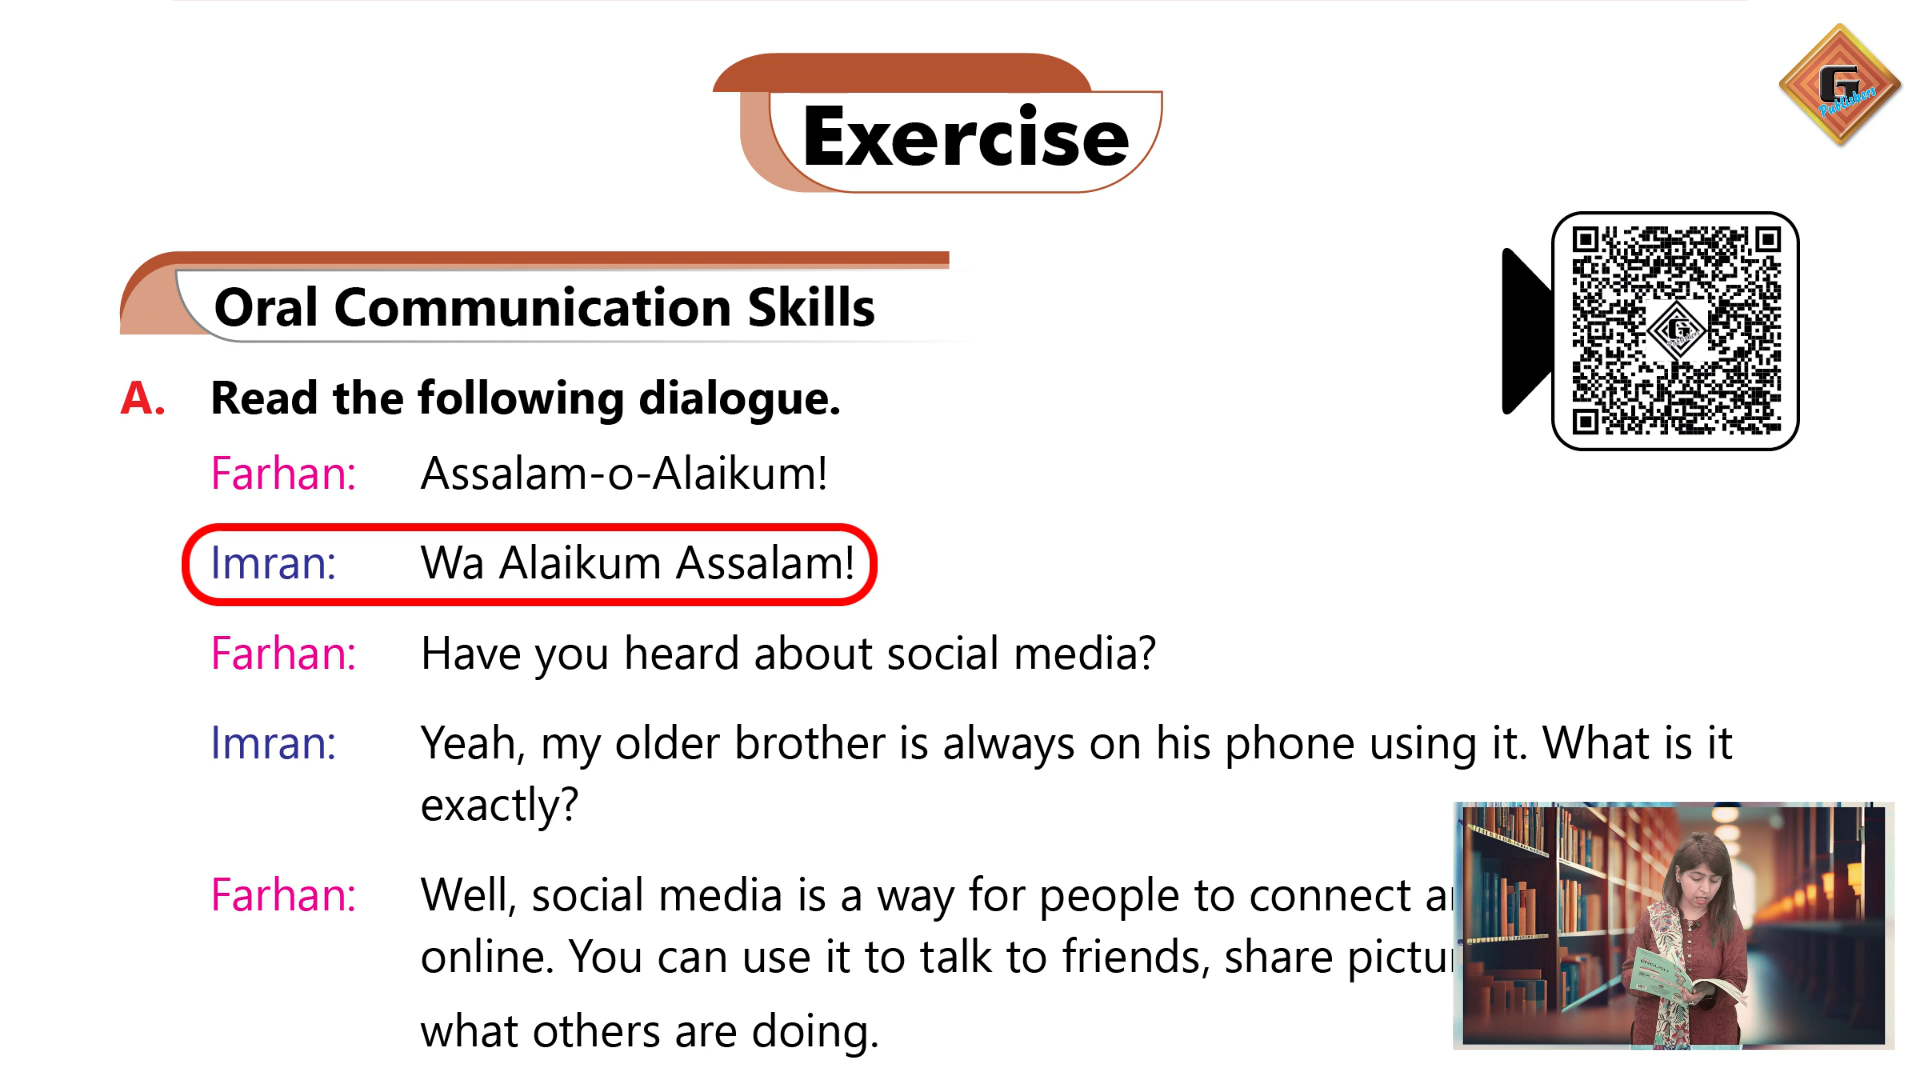 G
Publishers
Exercise
Oral Communication Skills
A. Read the following dialogue.
Farhan: Assalam-o-Alaikum!
Imran: Wa Alaikum Assalam!
Farhan: Have you heard about social media?
Imran: Yeah, my older brother is always on his phone using it. What is it
exactly?
Farhan: Well, social media is a way for people to connect
online. You can use it to talk to friends, share
what others are doing.
ENGLISH